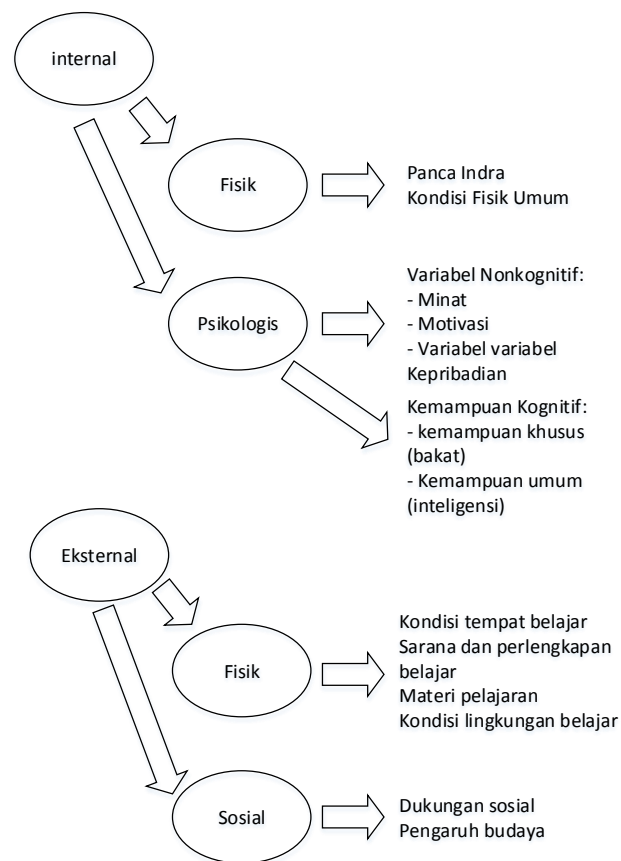 internal
Fisik
Panca Indra
Kondisi Fisik Umum
Psikologis
Variabel Nonkognitif:
- Minat
- Motivasi
- Variabel variabel
Kepribadian
Kemampuan Kognitif:
- kemampuan khusus
(bakat)
- Kemampuan umum
(inteligensi)
Eksternal
Fisik
Kondisi tempat belajar
Sarana dan perlengkapan
belajar
Materi pelajaran
Kondisi lingkungan belajar
Sosial
Dukungan sosial
Pengaruh budaya